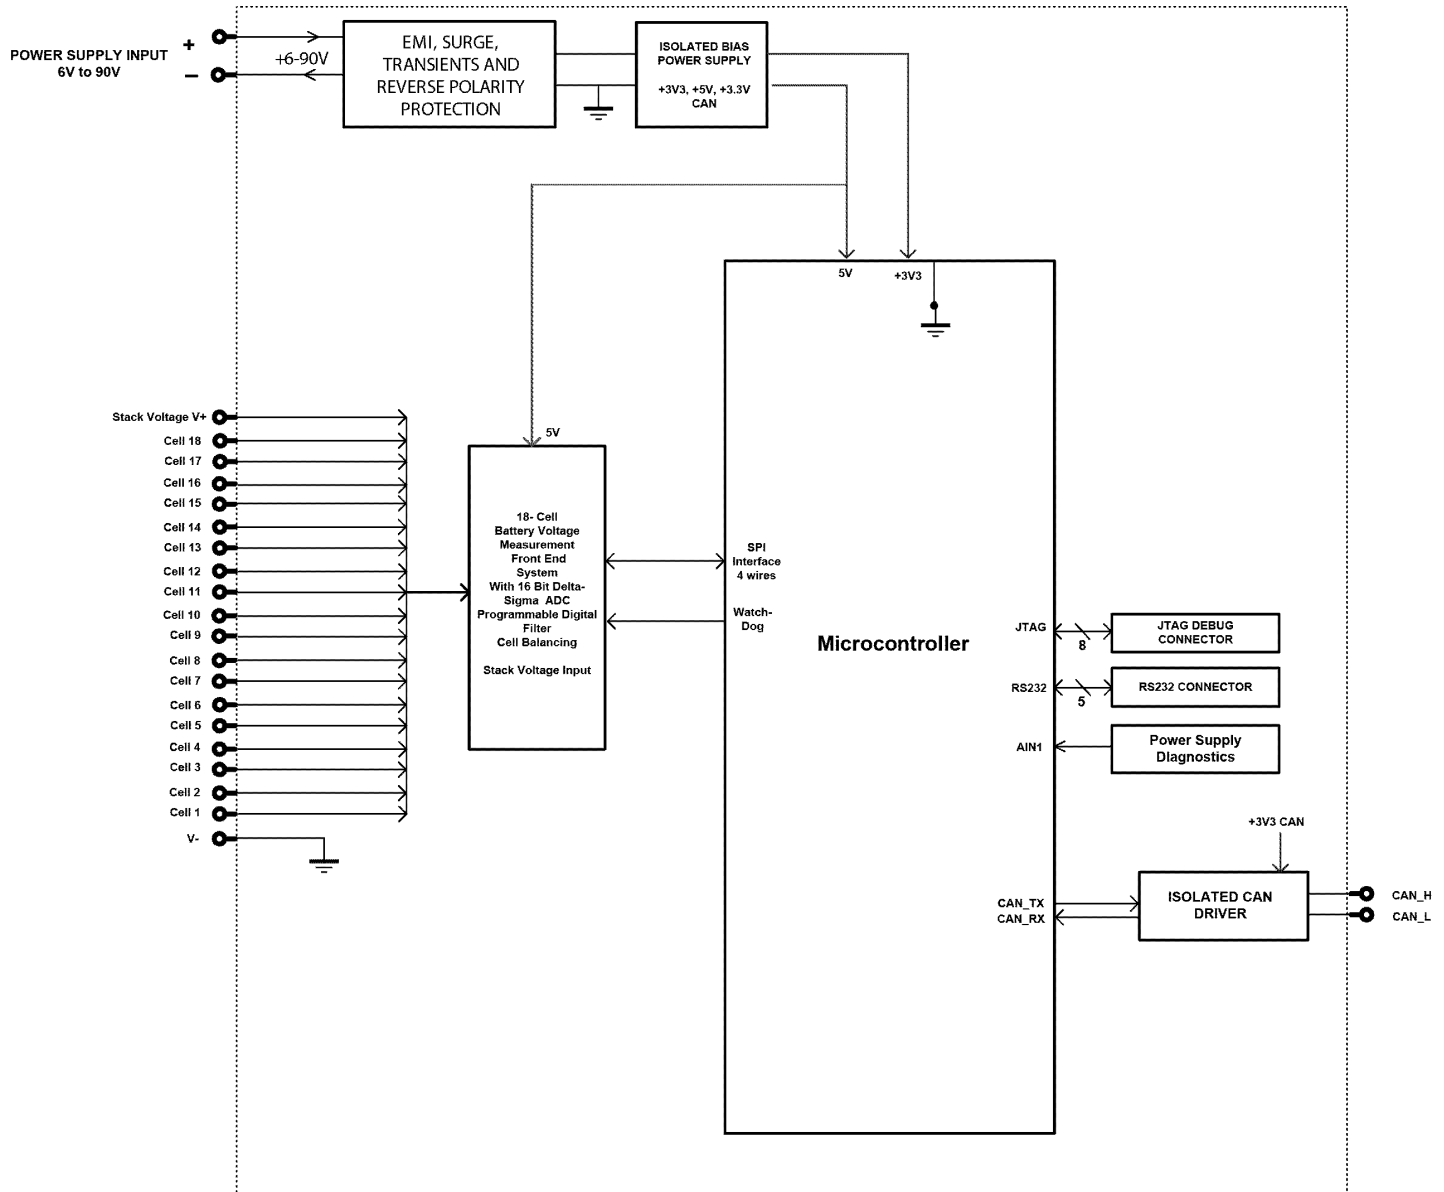 POWER SUPPLY INPUT
6V to 90V
+
–
+6-90V
EMI, SURGE,
TRANSIENTS AND
REVERSE POLARITY
PROTECTION
ISOLATED BIAS
POWER SUPPLY
+3V3, +5V, +3.3V
CAN
5V
+3V3
Stack Voltage V+
Cell 18
Cell 17
Cell 16
Cell 15
Cell 14
Cell 13
Cell 12
Cell 11
Cell 10
Cell 9
Cell 8
Cell 7
Cell 6
Cell 5
Cell 4
Cell 3
Cell 2
Cell 1
V-
5V
18- Cell
Battery Voltage
Measurement
Front End
System
With 16 Bit Delta-
Sigma ADC
Programmable Digital
Filter
Cell Balancing
Stack Voltage Input
SPI
Interface
4 wires
Watch-
Dog
Microcontroller
JTAG
8
JTAG DEBUG
CONNECTOR
RS232
5
RS232 CONNECTOR
AIN1
Power Supply
Diagnostics
+3V3 CAN
CAN_TX
CAN_RX
ISOLATED CAN
DRIVER
CAN_H
CAN_L